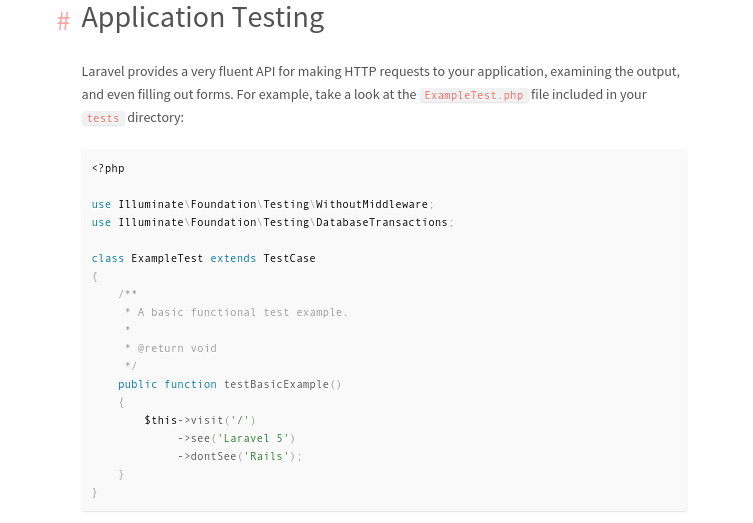 # Application Testing
Laravel provides a very fluent API for making HTTP requests to your application, examining the output,
and even filling out forms. For example, take a look at the ExampleTest.php file included in your
tests directory:
<?php
use Illuminate\Foundation\Testing\WithoutMiddleware;
use Illuminate\Foundation\Testing\DatabaseTransactions;
class ExampleTest extends TestCase
{
    /**
     * A basic functional test example.
     *
     * @return void
     */
    public function testBasicExample()
    {
        $this->visit('/')
             ->see('Laravel 5')
             ->dontSee('Rails');
    }
}